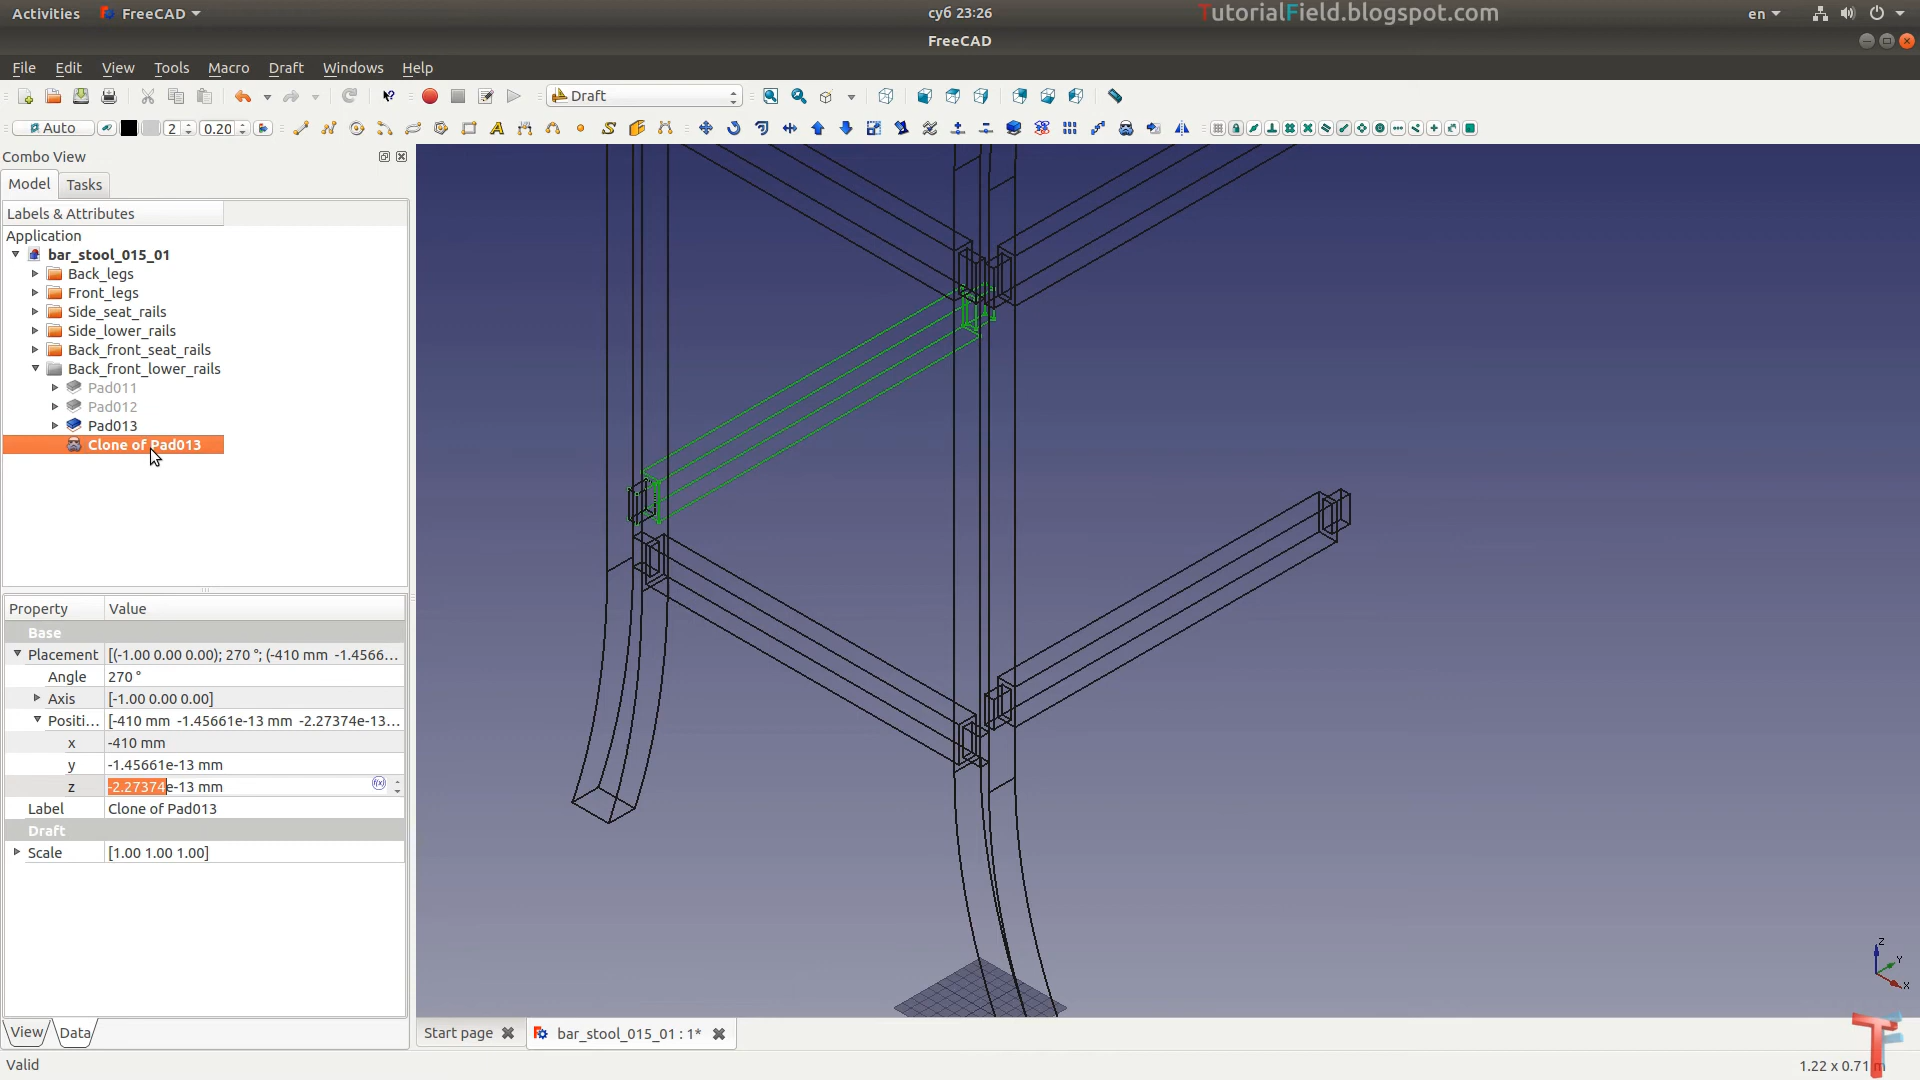 Activities FreeCAD суб 23:26 TutorialField.blogspot.com en
FreeCAD
File Edit View Tools Macro Draft Windows Help
Draft
Auto 2 0.20
Combo View
Model Tasks
Labels & Attributes
Application
bar_stool_015_01
Back_legs
Front_legs
Side_seat_rails
Side_lower_rails
Back_front_seat_rails
Back_front_lower_rails
Pad011
Pad012
Pad013
Clone of Pad013
Property Value
Base
Placement [(-1.00 0.00 0.00); 270 °; (-410 mm -1.4566...
Angle 270 °
Axis [-1.00 0.00 0.00]
Positi... [-410 mm -1.45661e-13 mm -2.27374e-13...
x -410 mm
y -1.45661e-13 mm
z -2.27374e-13 mm
Label Clone of Pad013
Draft
Scale [1.00 1.00 1.00]
Z
Y
X
View Data
Start page bar_stool_015_01 : 1*
Valid 1.22 x 0.71 m
TF